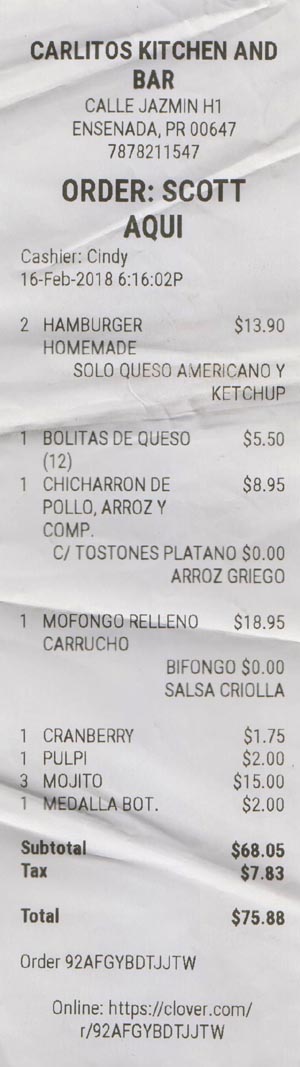 CARLITOS KITCHEN AND
BAR
CALLE JAZMIN H1
ENSENADA, PR 00647
7878211547
ORDER: SCOTT
AQUI
Cashier: Cindy
16-Feb-2018 6:16:02P
2 HAMBURGER $13.90
HOMEMADE
SOLO QUESO AMERICANO Y
KETCHUP
1 BOLITAS DE QUESO $5.50
(12)
1 CHICHARRON DE $8.95
POLLO, ARROZ Y
COMP.
C/ TOSTONES PLATANO $0.00
ARROZ GRIEGO
1 MOFONGO RELLENO $18.95
CARRUCHO
BIFONGO $0.00
SALSA CRIOLLA
1 CRANBERRY $1.75
1 PULPI $2.00
3 MOJITO $15.00
1 MEDALLA BOT. $2.00
Subtotal $68.05
Tax $7.83
Total $75.88
Order 92AFGYBDTJJTW
Online: https://clover.com/
r/92AFGYBDTJJTW